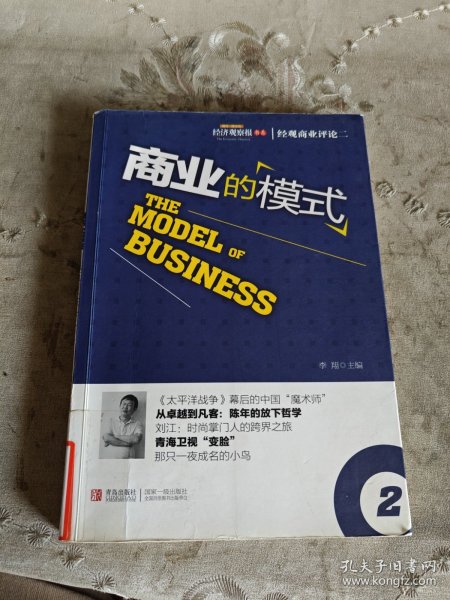 经济观察报 书系 经观商业评论二
商业的「模式」
THE
MODEL OF
BUSINESS
李 翔◎主编
《太平洋战争》幕后的中国“魔术师”
从卓越到凡客：陈年的放下哲学
刘江：时尚掌门人的跨界之旅
青海卫视“变脸”
那只一夜成名的小鸟
2
青岛出版社 国家一级出版社
孔夫子旧书网
www.kongfz.com